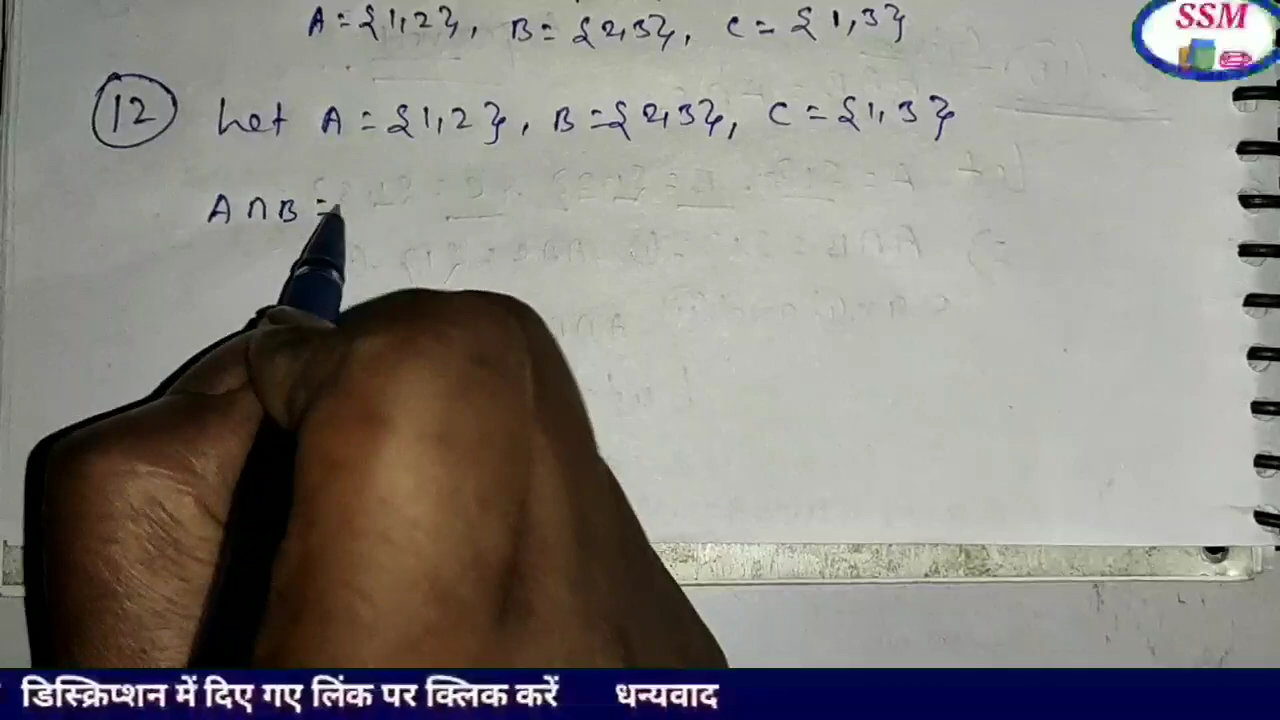 A = {1,2}, B = {2,3}, C = {1,3}
SSM
(12) Let A = {1,2}, B = {2,3}, C = {1,3}
A ∩ B =
डिस्क्रिप्शन में दिए गए लिंक पर क्लिक करें धन्यवाद